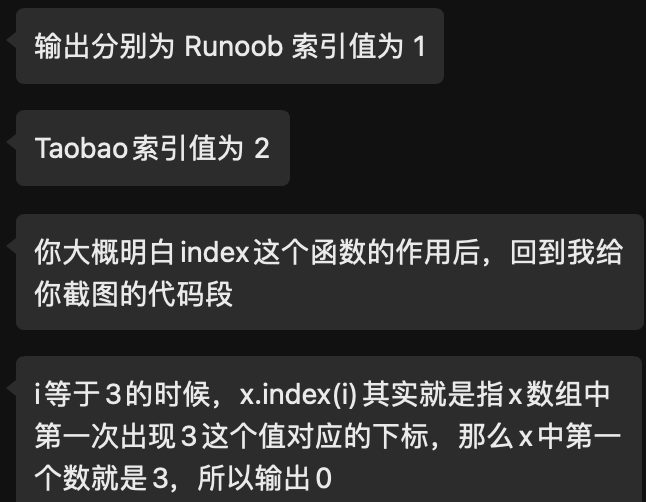 输出分别为 Runoob 索引值为 1
Taobao索引值为 2
你大概明白index这个函数的作用后，回到我给
你截图的代码段
i等于3的时候，x.index(i)其实就是指x数组中
第一次出现3这个值对应的下标，那么x中第一
个数就是3，所以输出0